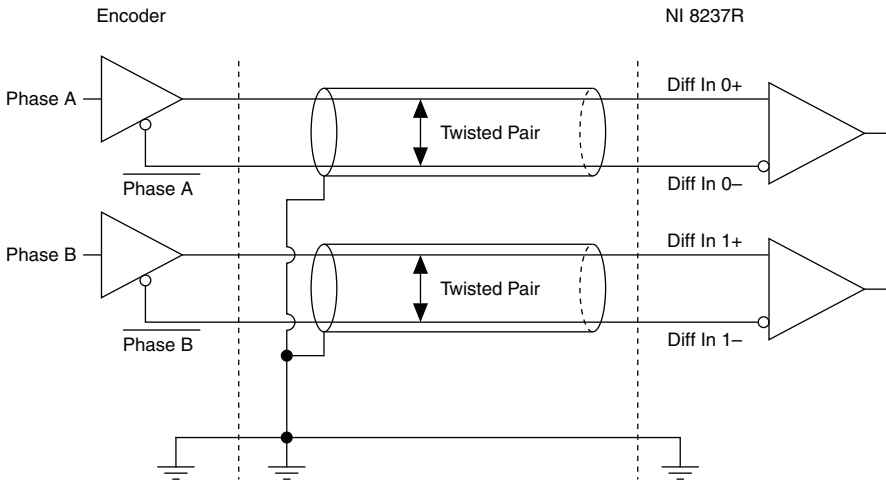 Encoder
NI 8237R
Phase A
Diff In 0+
Twisted Pair
Phase A
Diff In 0–
Phase B
Diff In 1+
Twisted Pair
Phase B
Diff In 1–